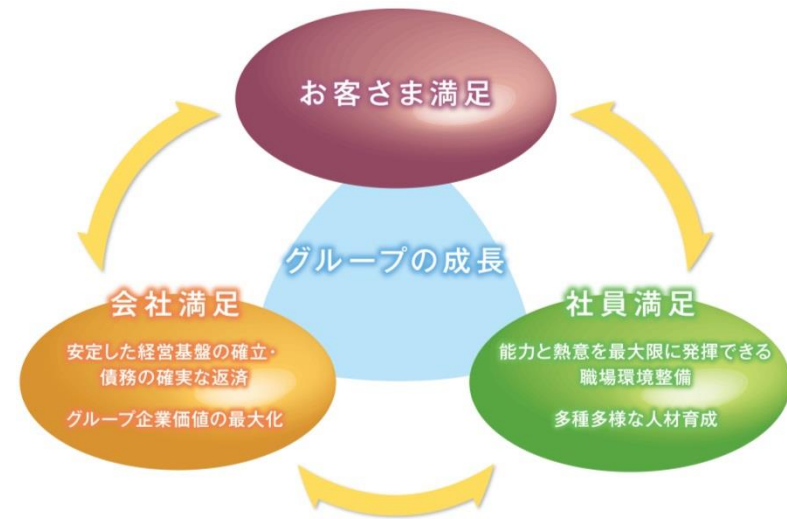 お客さま満足
グループの成長
会社満足
安定した経営基盤の確立・
債務の確実な返済
グループ企業価値の最大化
社員満足
能力と熱意を最大限に発揮できる
職場環境整備
多種多様な人材育成